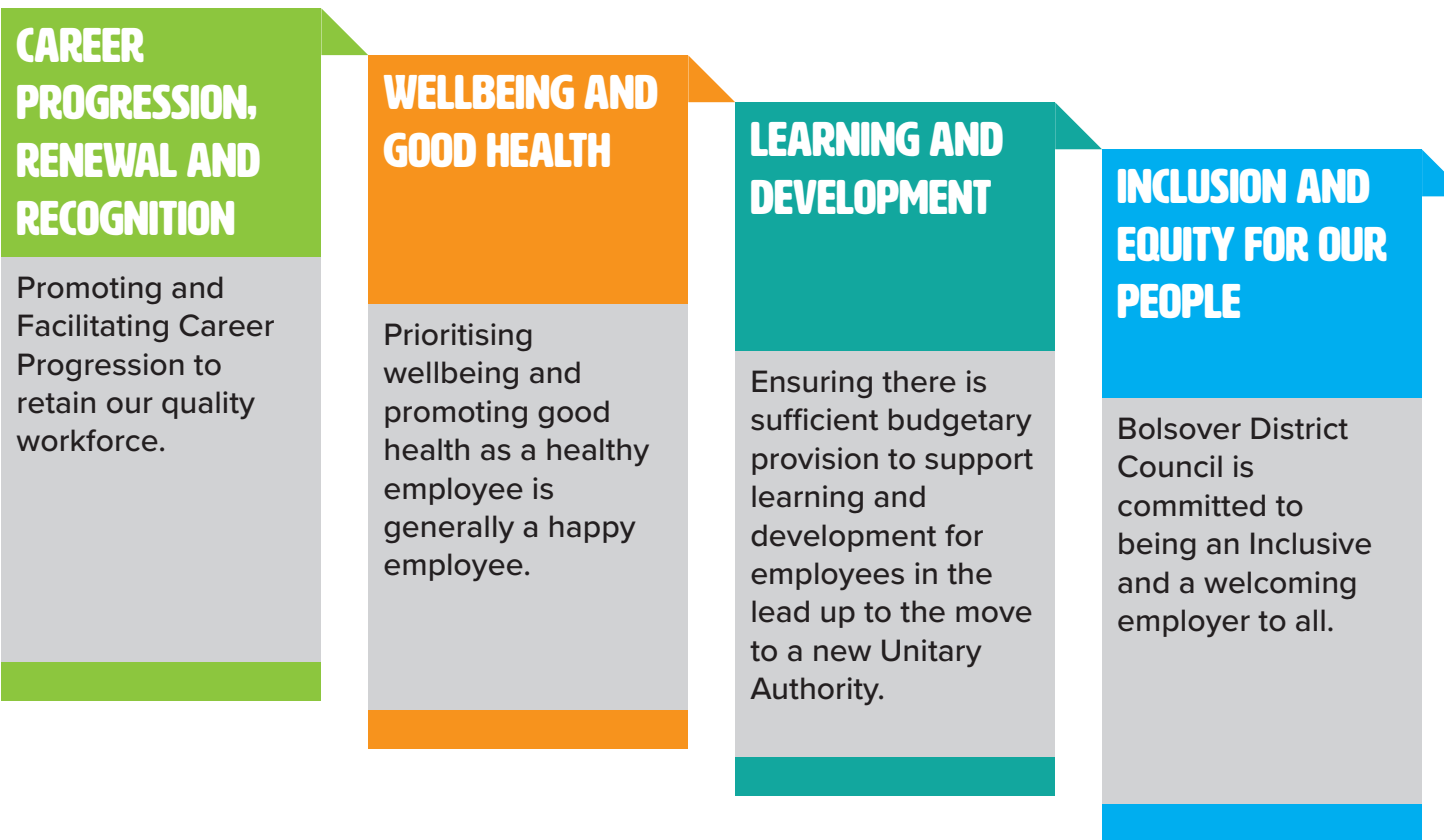 CAREER
PROGRESSION,
RENEWAL AND
RECOGNITION
Promoting and
Facilitating Career
Progression to
retain our quality
workforce.
WELLBEING AND
GOOD HEALTH
Prioritising
wellbeing and
promoting good
health as a healthy
employee is
generally a happy
employee.
LEARNING AND
DEVELOPMENT
Ensuring there is
sufficient budgetary
provision to support
learning and
development for
employees in the
lead up to the move
to a new Unitary
Authority.
INCLUSION AND
EQUITY FOR OUR
PEOPLE
Bolsover District
Council is
committed to
being an Inclusive
and a welcoming
employer to all.